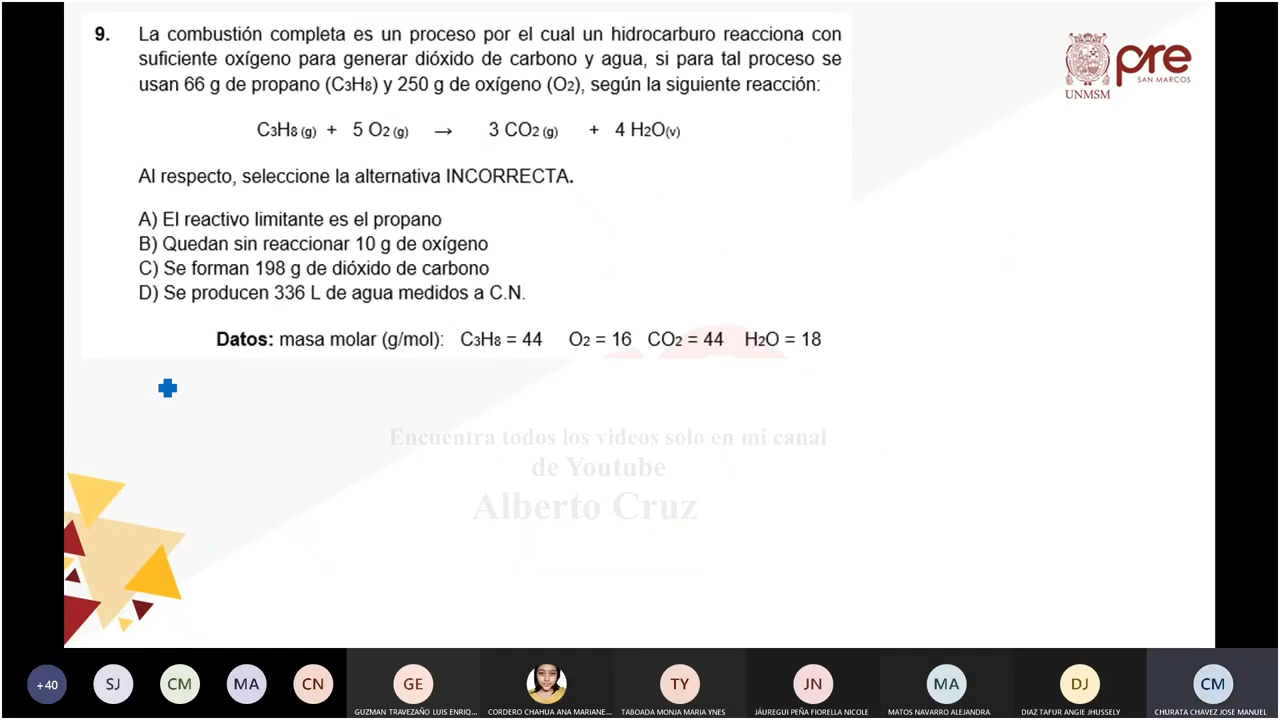 9. La combustión completa es un proceso por el cual un hidrocarburo reacciona con
suficiente oxígeno para generar dióxido de carbono y agua, si para tal proceso se
usan 66 g de propano (C3H8) y 250 g de oxígeno (O2), según la siguiente reacción:
C3H8 (g) + 5 O2 (g) → 3 CO2 (g) + 4 H2O(v)
Al respecto, seleccione la alternativa INCORRECTA.
A) El reactivo limitante es el propano
B) Quedan sin reaccionar 10 g de oxígeno
C) Se forman 198 g de dióxido de carbono
D) Se producen 336 L de agua medidos a C.N.
Datos: masa molar (g/mol): C3H8 = 44 O2 = 16 CO2 = 44 H2O = 18
pre
SAN MARCOS
UNMSM
Encuentra todos los videos solo en mi canal
de Youtube
Alberto Cruz
+40 SJ CM MA CN GE TY JN MA DJ CM
GUZMAN TRAVEZAÑO LUIS ENRIQ... CORDERO CHAHUA ANA MARIANE... TABOADA MONJA MARIA YNES JÁUREGUI PEÑA FIORELLA NICOLE MATOS NAVARRO ALEJANDRA DIAZ TAFUR ANGIE JHUSSELY CHURATA CHAVEZ JOSE MANUEL